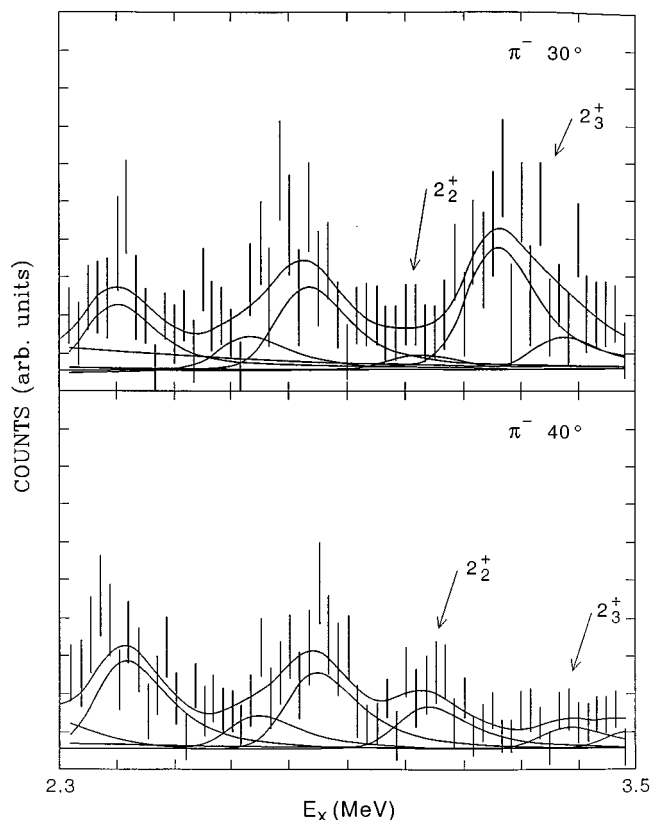 π⁻ 30°
2₃⁺
2₂⁺
COUNTS (arb. units)
π⁻ 40°
2₂⁺
2₃⁺
2.3
3.5
Eₓ (MeV)